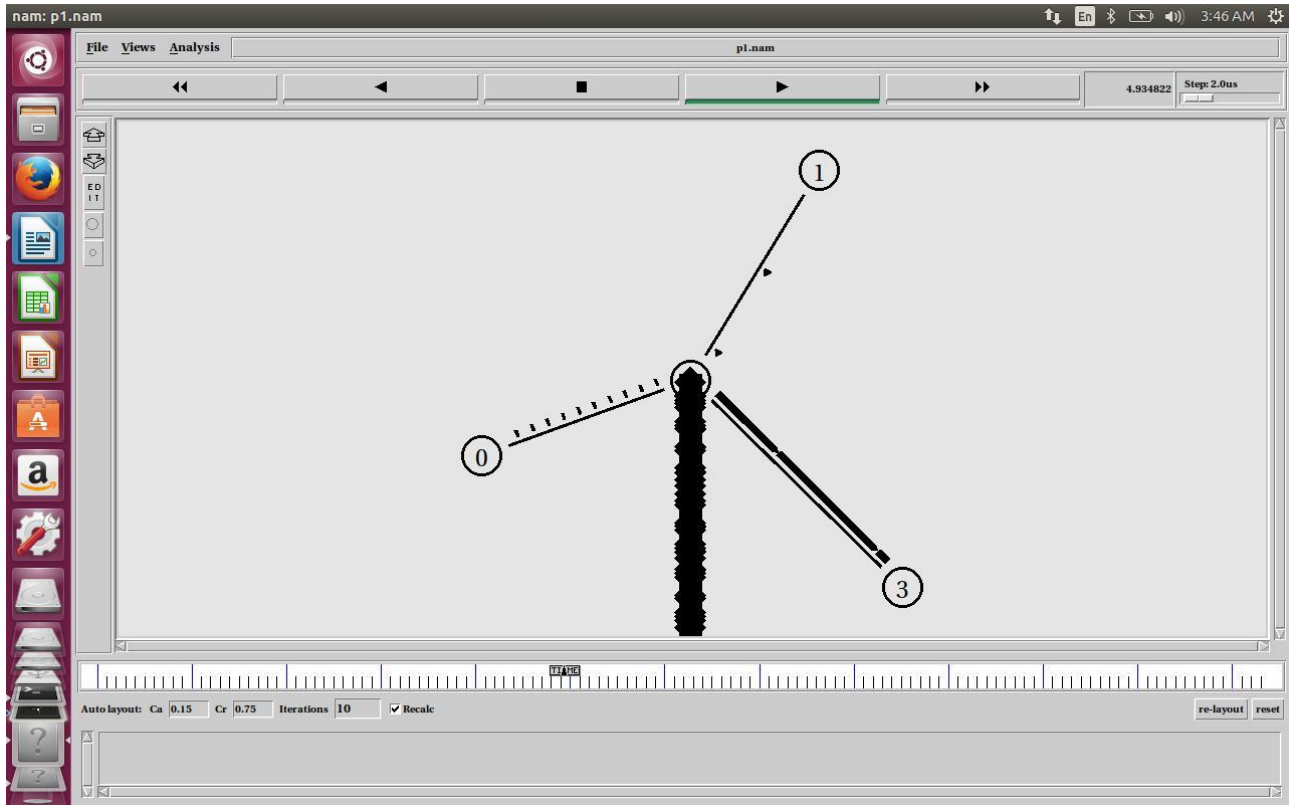 nam: p1.nam
En
3:46 AM
File Views Analysis
p1.nam
4.934822
Step: 2.0us
ED
IT
1
0
3
TIME
Auto layout: Ca 0.15 Cr 0.75 Iterations 10 Recalc
re-layout reset